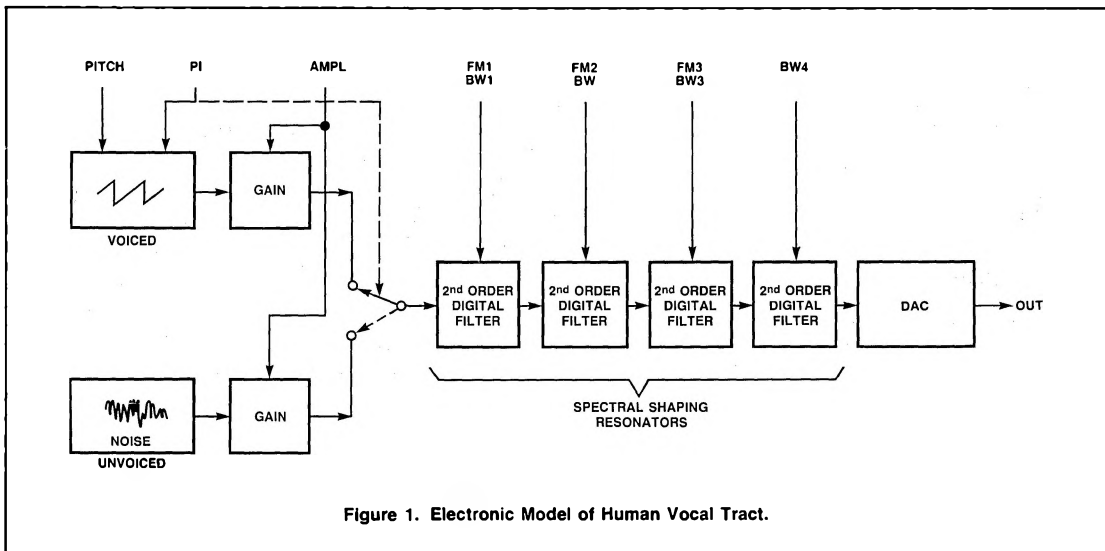 PITCH
PI
AMPL
FM1
BW1
FM2
BW
FM3
BW3
BW4
GAIN
VOICED
2nd ORDER
DIGITAL
FILTER
2nd ORDER
DIGITAL
FILTER
2nd ORDER
DIGITAL
FILTER
2nd ORDER
DIGITAL
FILTER
DAC
OUT
NOISE
UNVOICED
GAIN
SPECTRAL SHAPING
RESONATORS
Figure 1. Electronic Model of Human Vocal Tract.